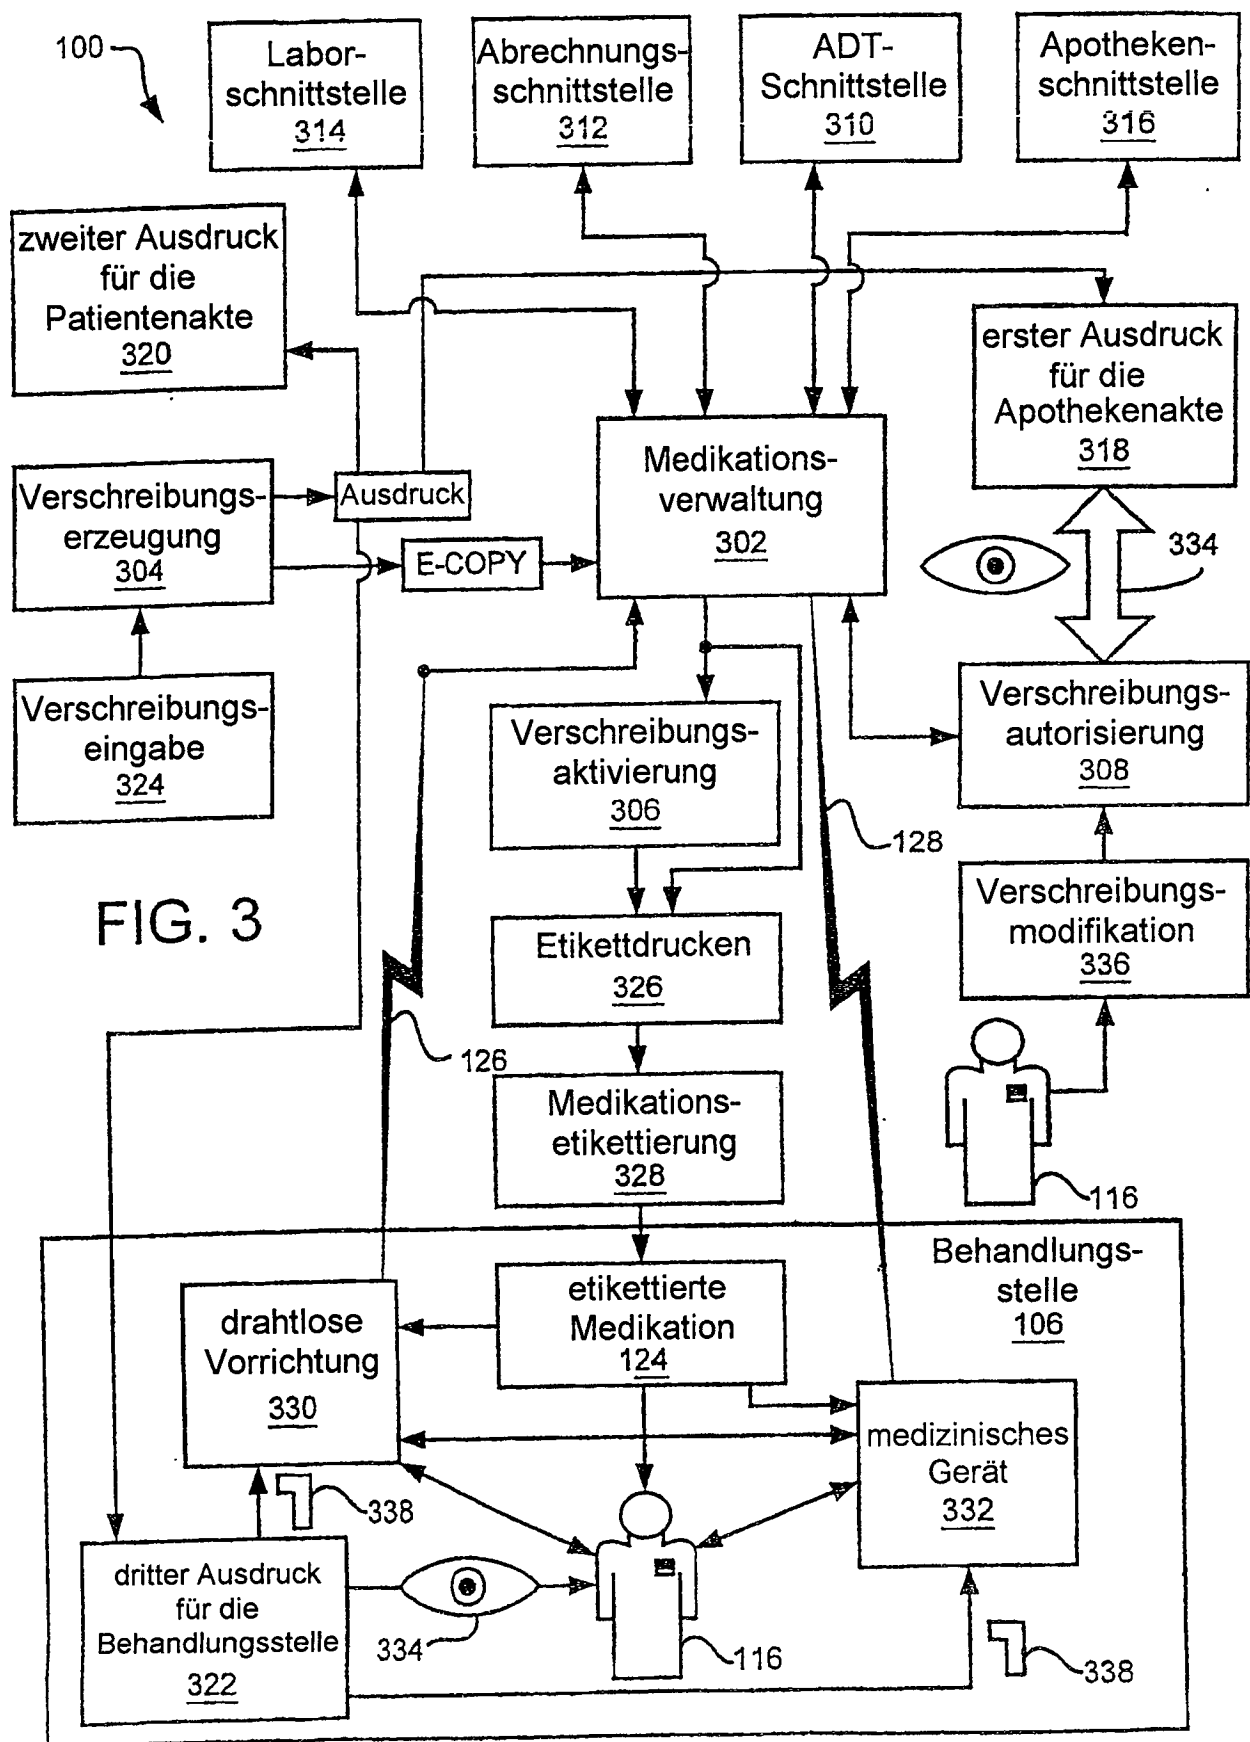 100
Labor-
schnittstelle
314
Abrechnungs-
schnittstelle
312
ADT-
Schnittstelle
310
Apotheken-
schnittstelle
316
zweiter Ausdruck
für die
Patientenakte
320
erster Ausdruck
für die
Apothekenakte
318
Medikations-
verwaltung
302
Verschreibungs-
erzeugung
304
Ausdruck
E-COPY
334
Verschreibungs-
eingabe
324
Verschreibungs-
aktivierung
306
Verschreibungs-
autorisierung
308
128
Verschreibungs-
modifikation
336
FIG. 3
Etikettdrucken
326
126
Medikations-
etikettierung
328
116
Behandlungs-
stelle
106
drahtlose
Vorrichtung
330
etikettierte
Medikation
124
medizinisches
Gerät
332
338
dritter Ausdruck
für die
Behandlungsstelle
322
334
116
338